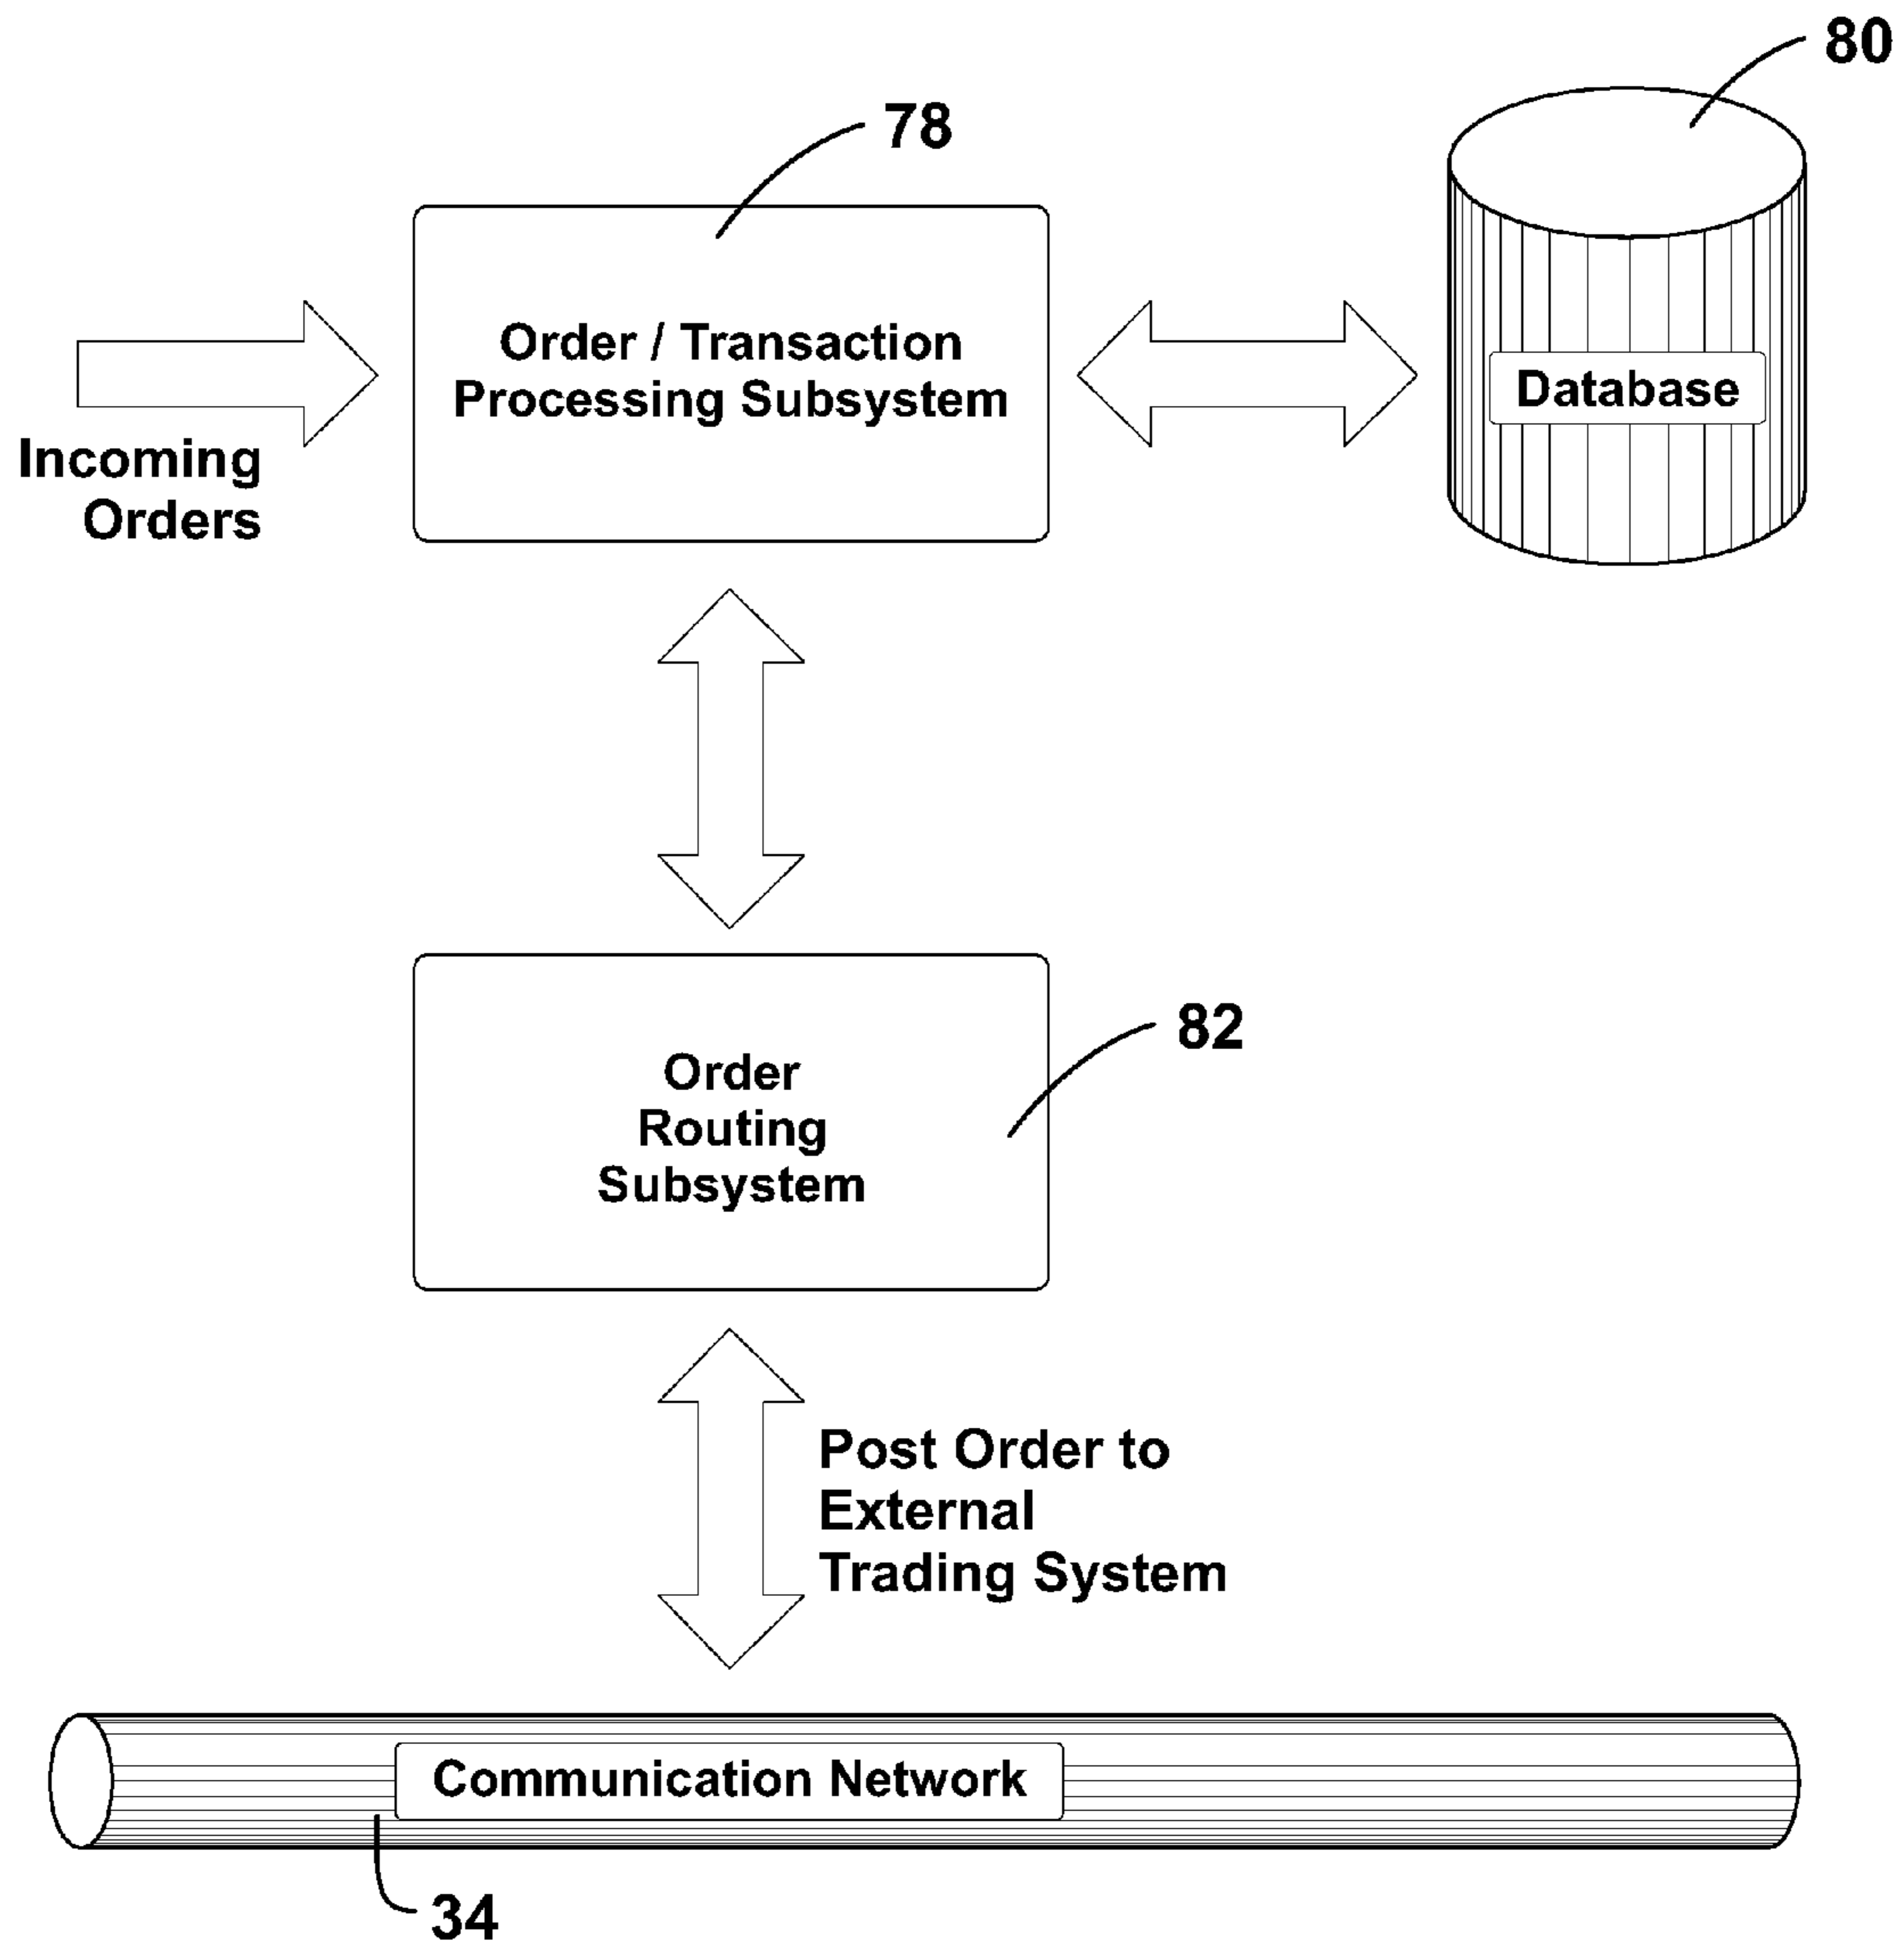 80
78
Order / Transaction
Processing Subsystem
Database
Incoming
Orders
82
Order
Routing
Subsystem
Post Order to
External
Trading System
Communication Network
34